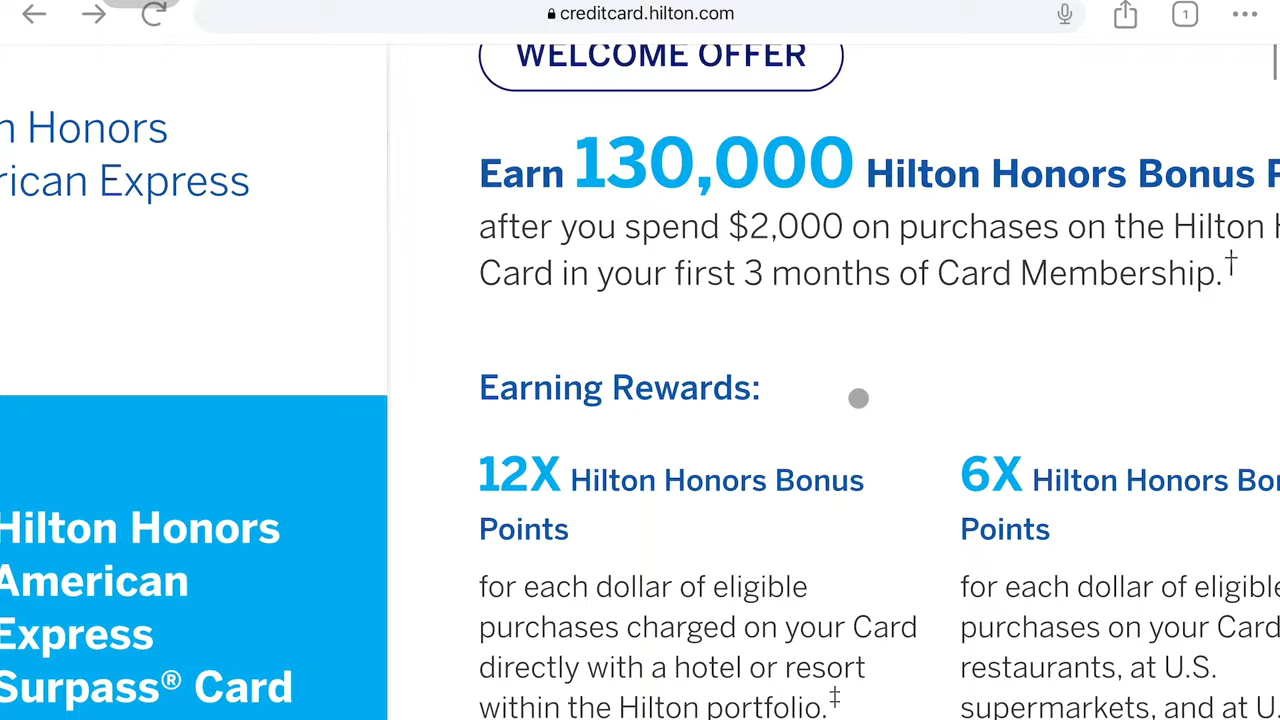 creditcard.hilton.com
1
WELCOME OFFER
Honors
Express
Earn 130,000 Hilton Honors Bonus
after you spend $2,000 on purchases on the Hilton
Card in your first 3 months of Card Membership.†
Earning Rewards:
12X Hilton Honors Bonus
Points
for each dollar of eligible
purchases charged on your Card
directly with a hotel or resort
within the Hilton portfolio.‡
6X Hilton Honors
Points
for each dollar of eligible
purchases on your Card
restaurants, at U.S.
supermarkets, and at
Hilton Honors
American
Express
Surpass® Card